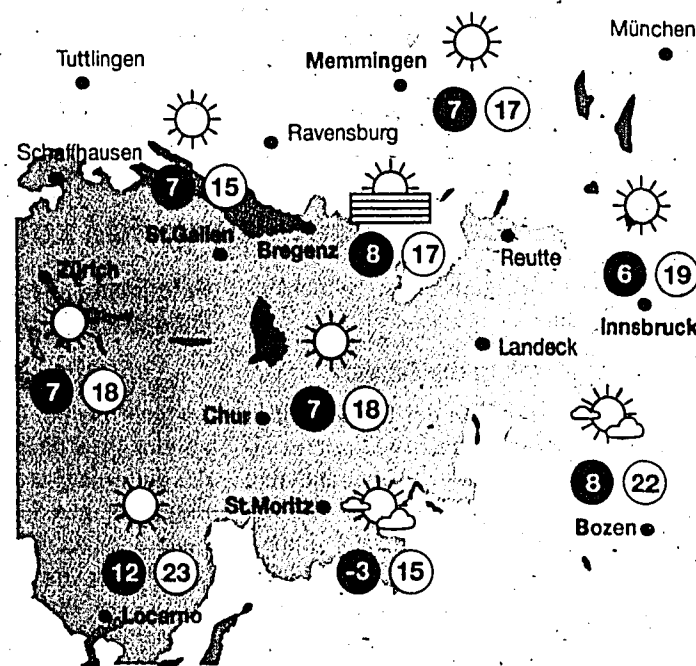 München
Tuttlingen
Memmingen
7 17
Ravensburg
Schaffhausen
7 15
St.Gallen
Bregenz
8 17
Reutte
6 19
Innsbruck
Zürich
7 18
Landeck
Chur
7 18
8 22
Bozen
St.Moritz
-3 15
12 23
Locarno